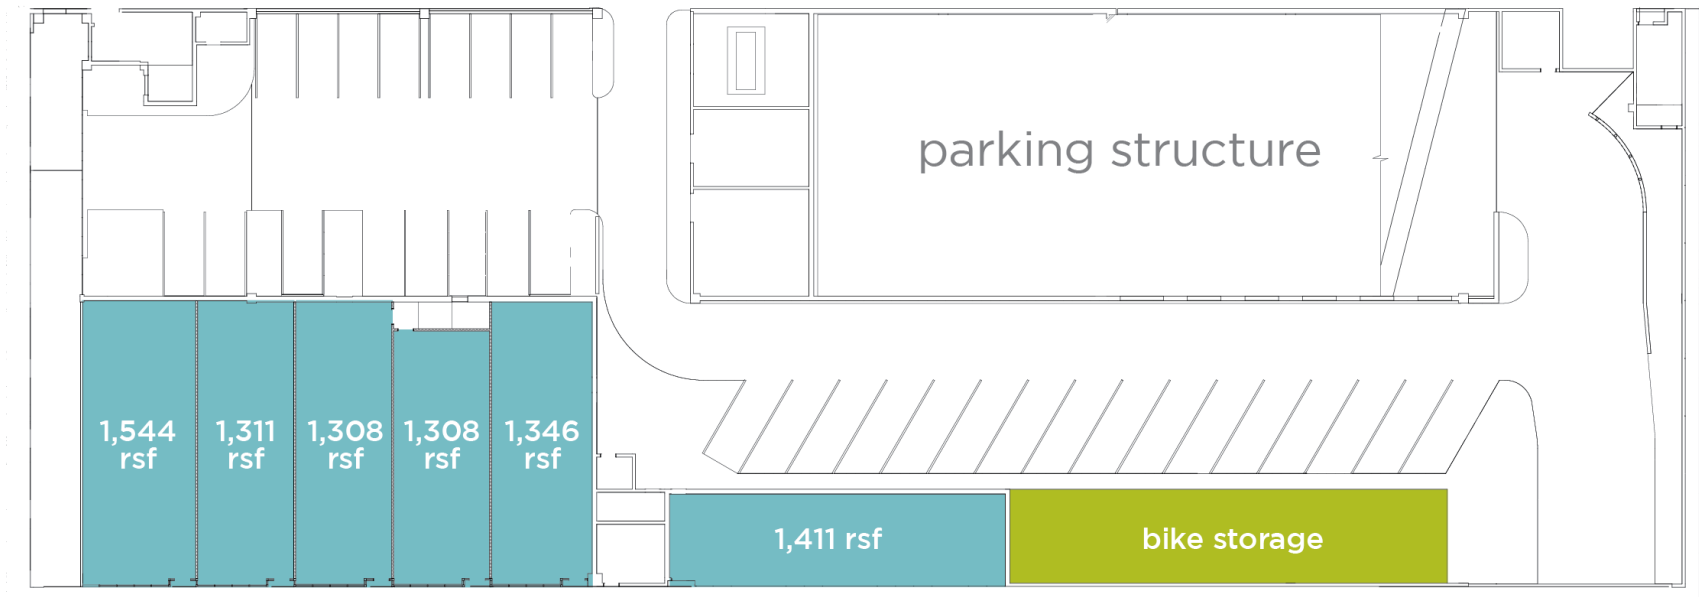 parking structure
1,544
rsf
1,311
rsf
1,308
rsf
1,308
rsf
1,346
rsf
1,411 rsf
bike storage